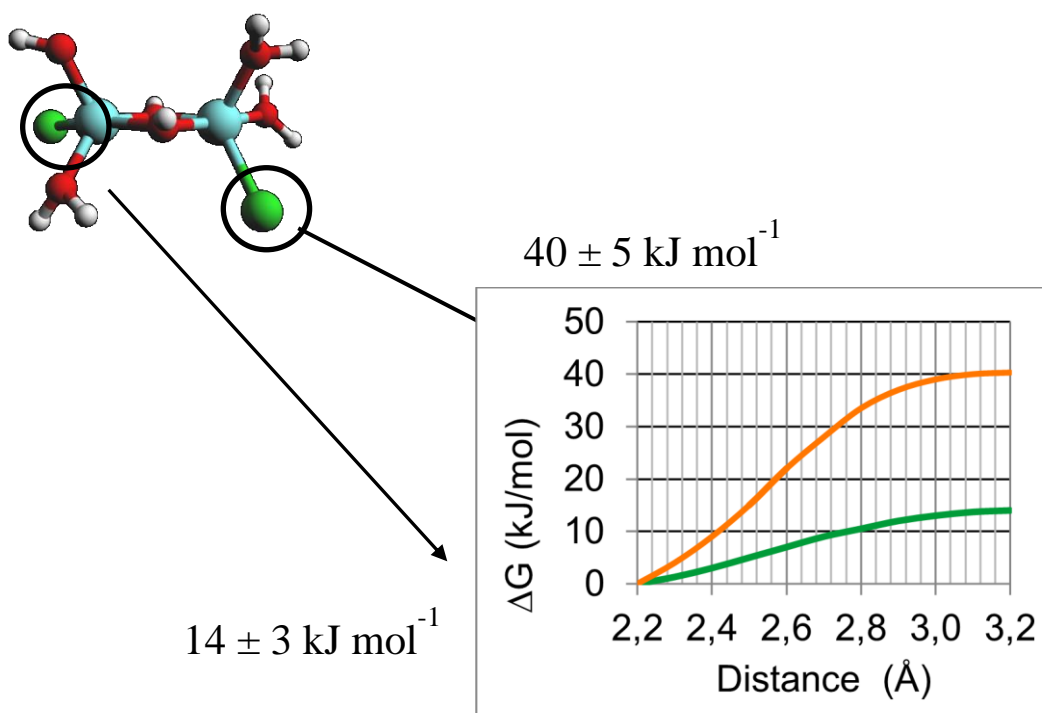 40 ± 5 kJ mol⁻¹
50
40
30
20
10
0
ΔG (kJ/mol)
2,2 2,4 2,6 2,8 3,0 3,2
Distance (Å)
14 ± 3 kJ mol⁻¹